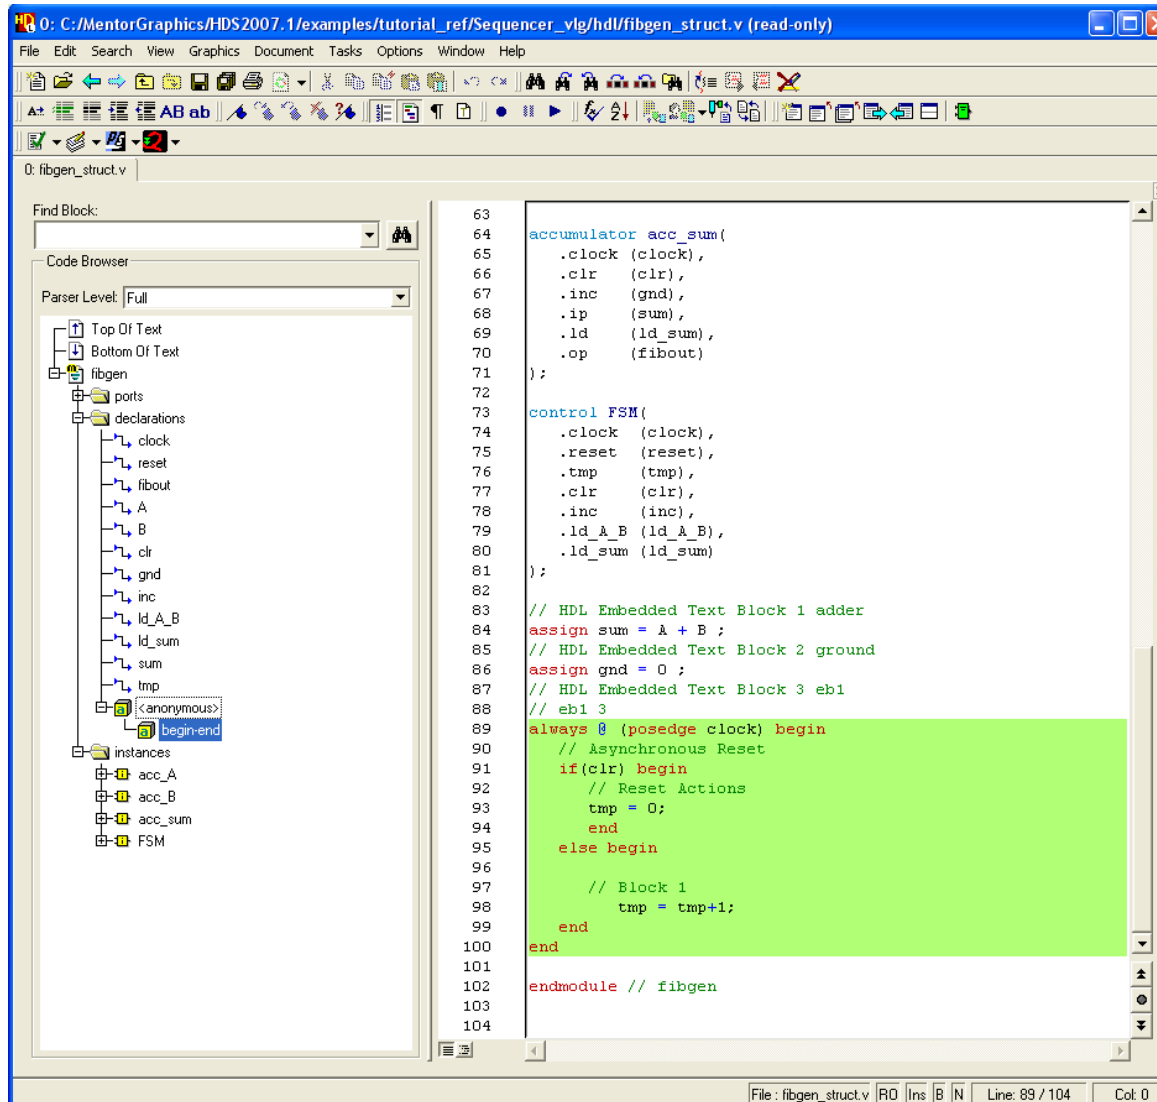 0: C:/MentorGraphics/HDS2007.1/examples/tutorial_ref/Sequencer_vlg/hdl/fibgen_struct.v (read-only)
File Edit Search View Graphics Document Tasks Options Window Help
AB ab
0: fibgen_struct.v
Find Block:
Code Browser
Parser Level: Full
Top Of Text
Bottom Of Text
fibgen
ports
declarations
clock
reset
fibout
A
B
clr
gnd
inc
ld_A_B
ld_sum
sum
tmp
<anonymous>
begin-end
instances
acc_A
acc_B
acc_sum
FSM
63
64 accumulator acc_sum(
65 .clock (clock),
66 .clr (clr),
67 .inc (gnd),
68 .ip (sum),
69 .ld (ld_sum),
70 .op (fibout)
71 );
72
73 control FSM(
74 .clock (clock),
75 .reset (reset),
76 .tmp (tmp),
77 .clr (clr),
78 .inc (inc),
79 .ld_A_B (ld_A_B),
80 .ld_sum (ld_sum)
81 );
82
83 // HDL Embedded Text Block 1 adder
84 assign sum = A + B ;
85 // HDL Embedded Text Block 2 ground
86 assign gnd = 0 ;
87 // HDL Embedded Text Block 3 eb1
88 // eb1 3
89 always @ (posedge clock) begin
90 // Asynchronous Reset
91 if(clr) begin
92 // Reset Actions
93 tmp = 0;
94 end
95 else begin
96
97 // Block 1
98 tmp = tmp+1;
99 end
100 end
101
102 endmodule // fibgen
103
104
File : fibgen_struct.v RO Ins B N Line: 89 / 104 Col: 0